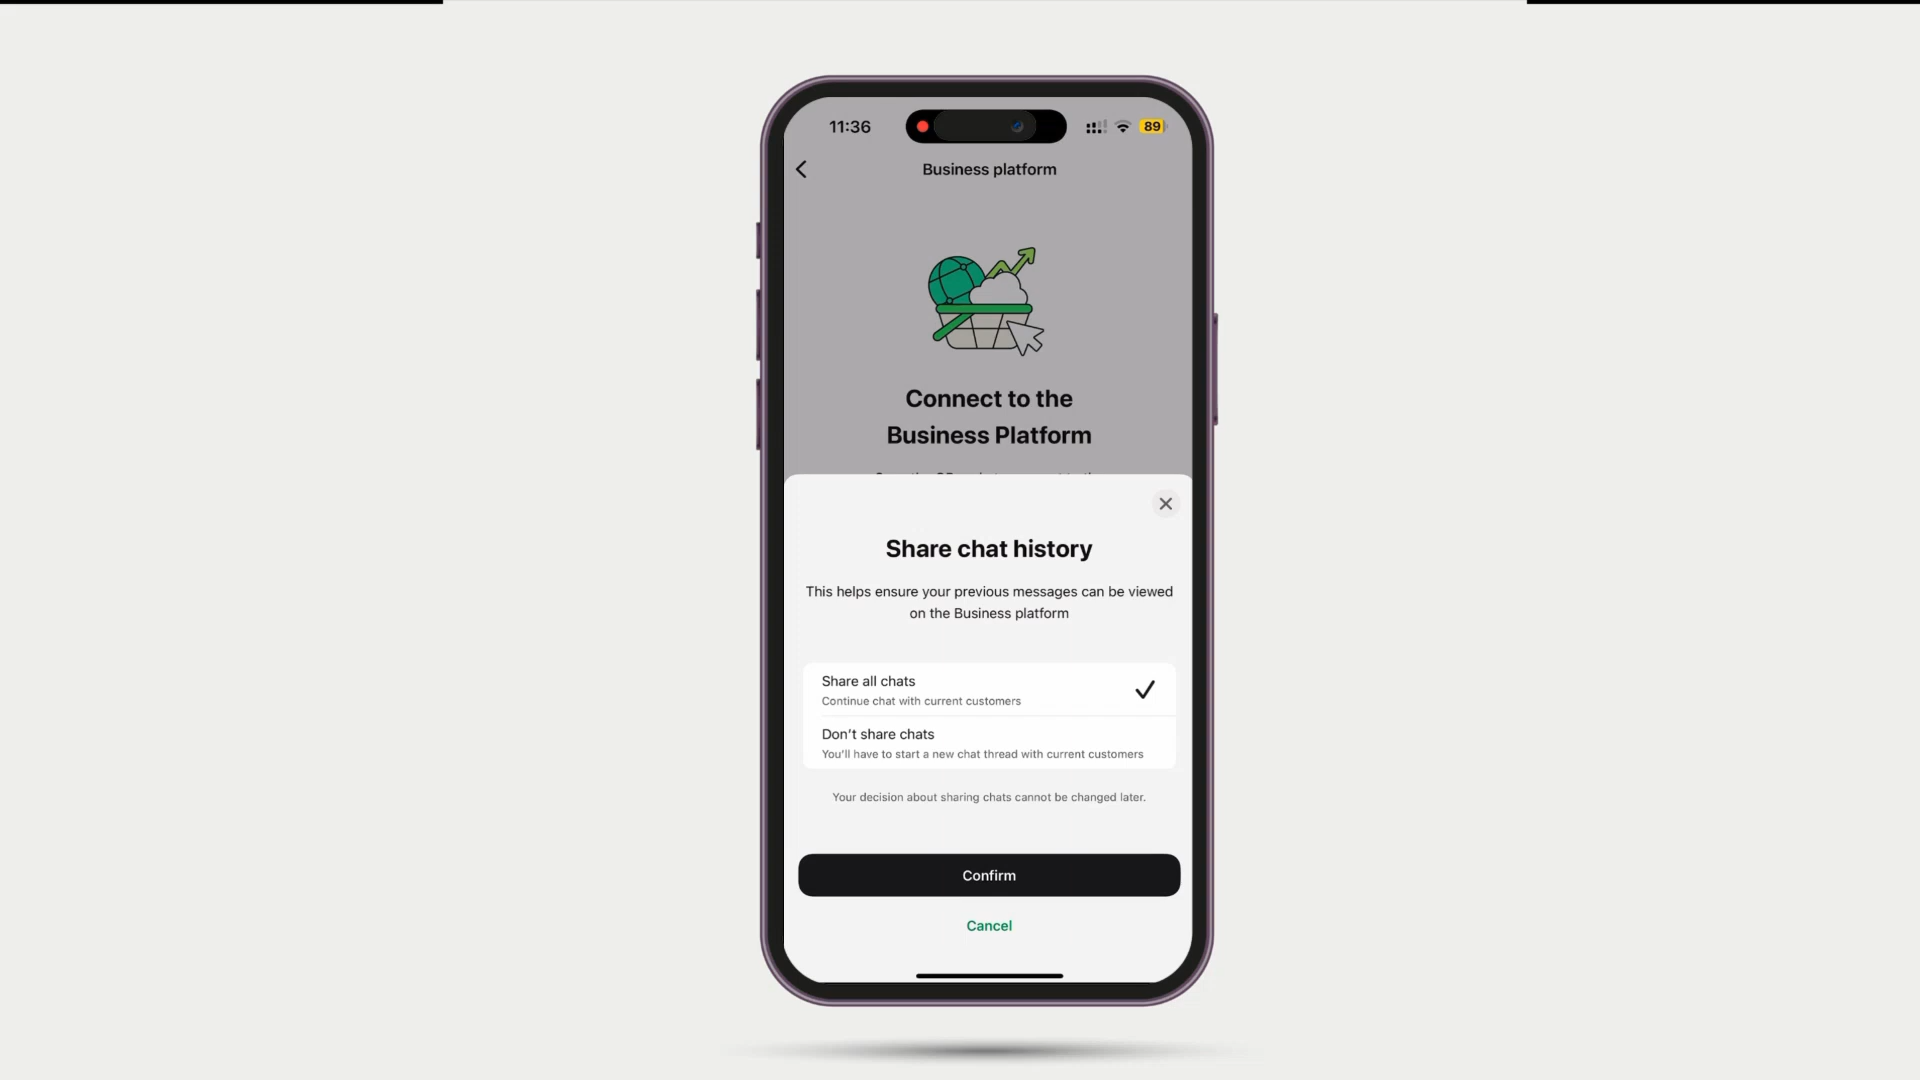 11:36
89
Business platform
Connect to the
Business Platform
Share chat history
This helps ensure your previous messages can be viewed
on the Business platform
Share all chats
Continue chat with current customers
Don't share chats
You'll have to start a new chat thread with current customers
Your decision about sharing chats cannot be changed later.
Confirm
Cancel